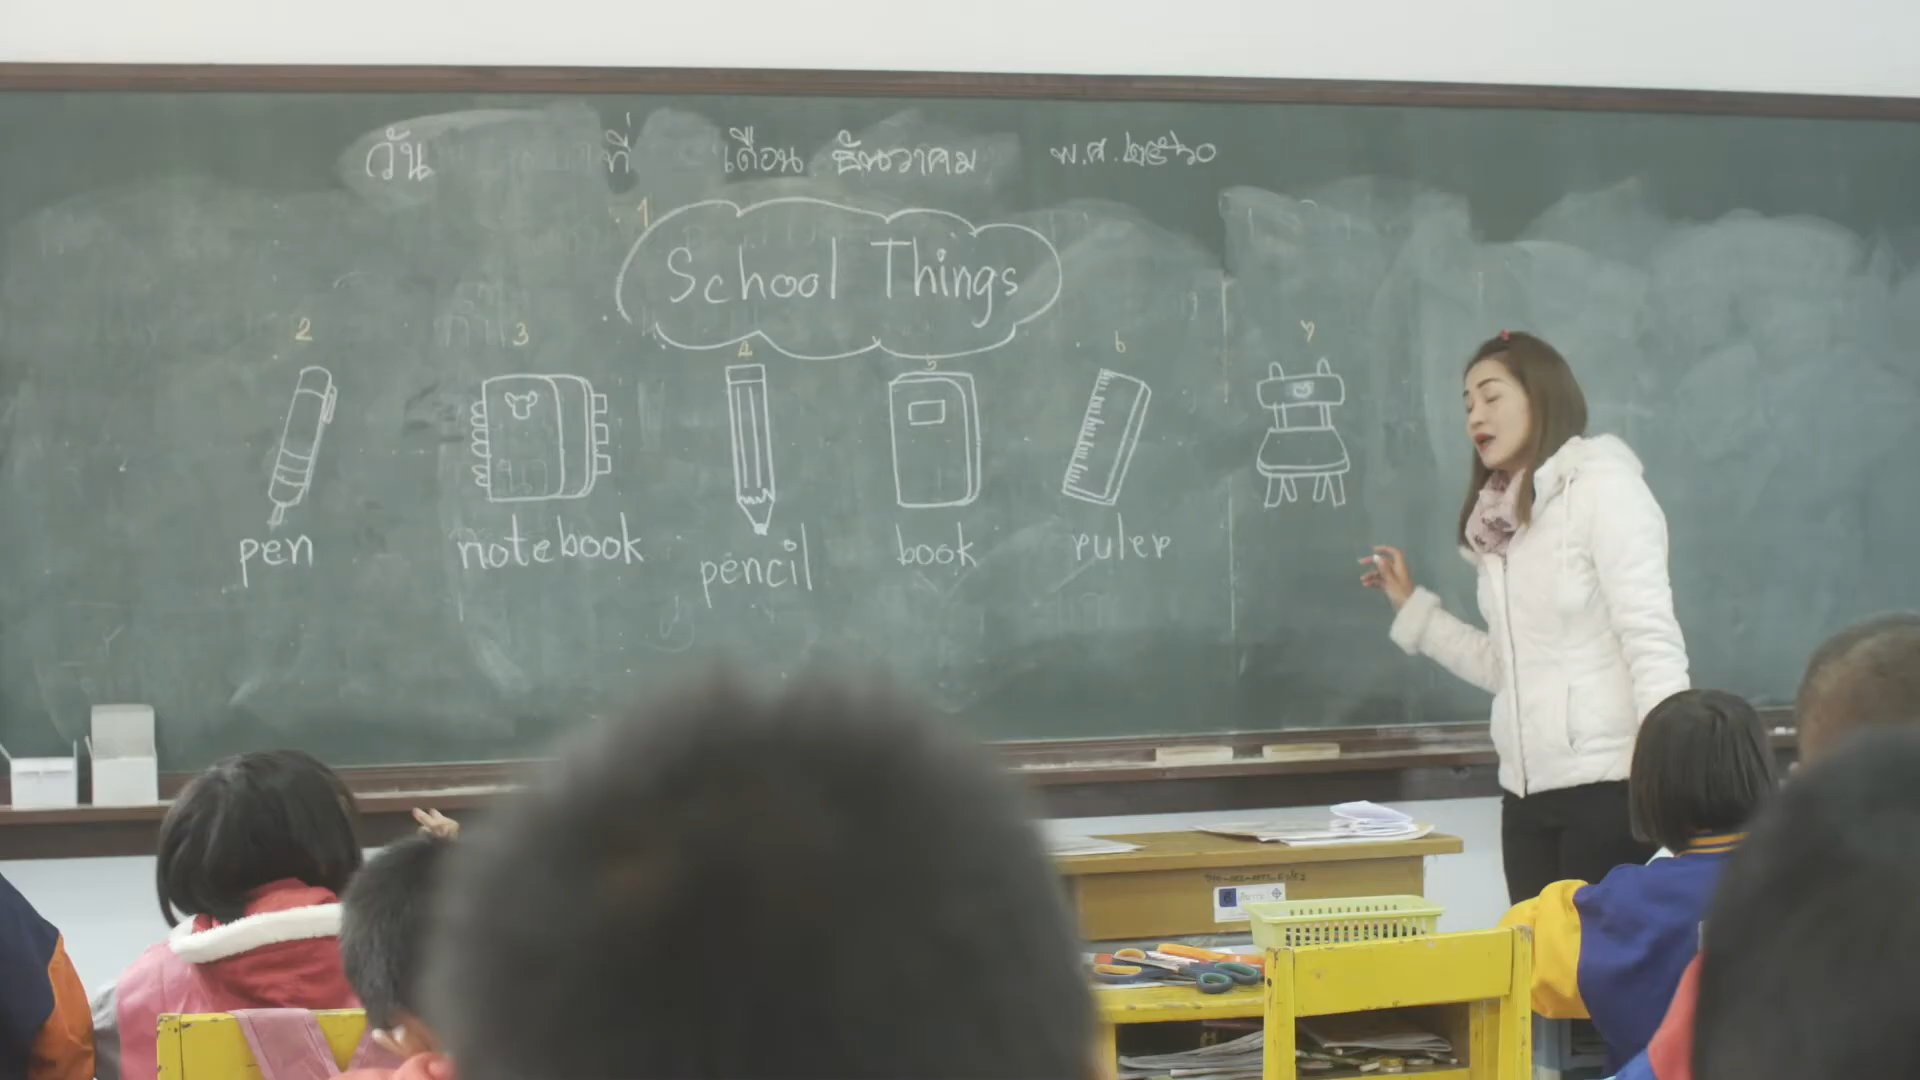 วัน ที่ เดือน ธันวาคม พ.ศ. ๒๕๖๐
1
School Things
2 3 4 5 6 7
pen notebook pencil book ruler